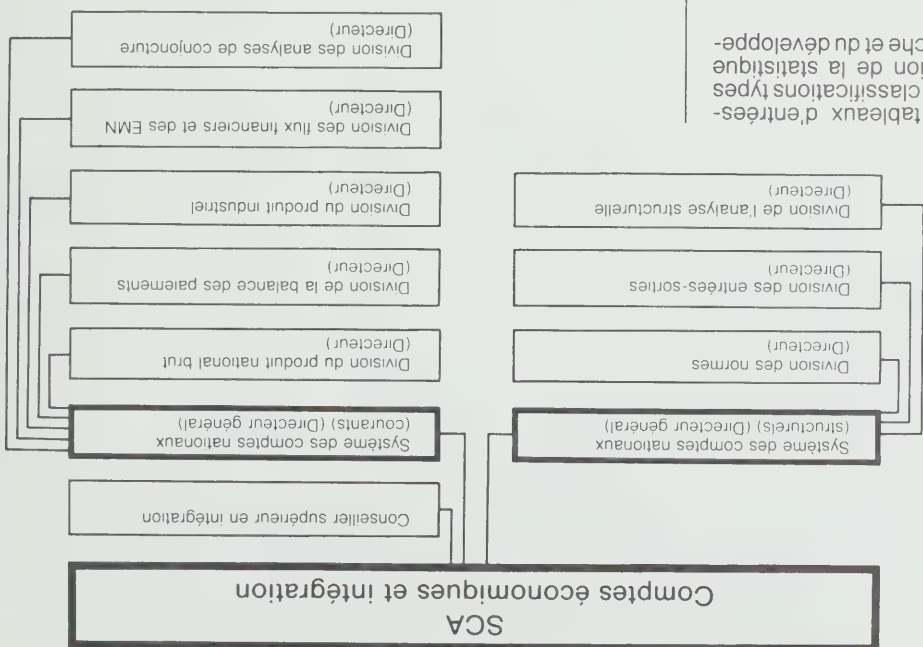 SCA
Comptes économiques et intégration
Conseiller supérieur en intégration
Système des comptes nationaux
(structurels) (Directeur général)
Division des normes
(Directeur)
Division des entrées-sorties
(Directeur)
Division de l'analyse structurelle
(Directeur)
Système des comptes nationaux
(courants) (Directeur général)
Division du produit national brut
(Directeur)
Division de la balance des paiements
(Directeur)
Division du produit industriel
(Directeur)
Division des flux financiers et des EMN
(Directeur)
Division des analyses de conjoncture
(Directeur)
tableaux d'entrées-
classifications types
de la statistique
et du développe-